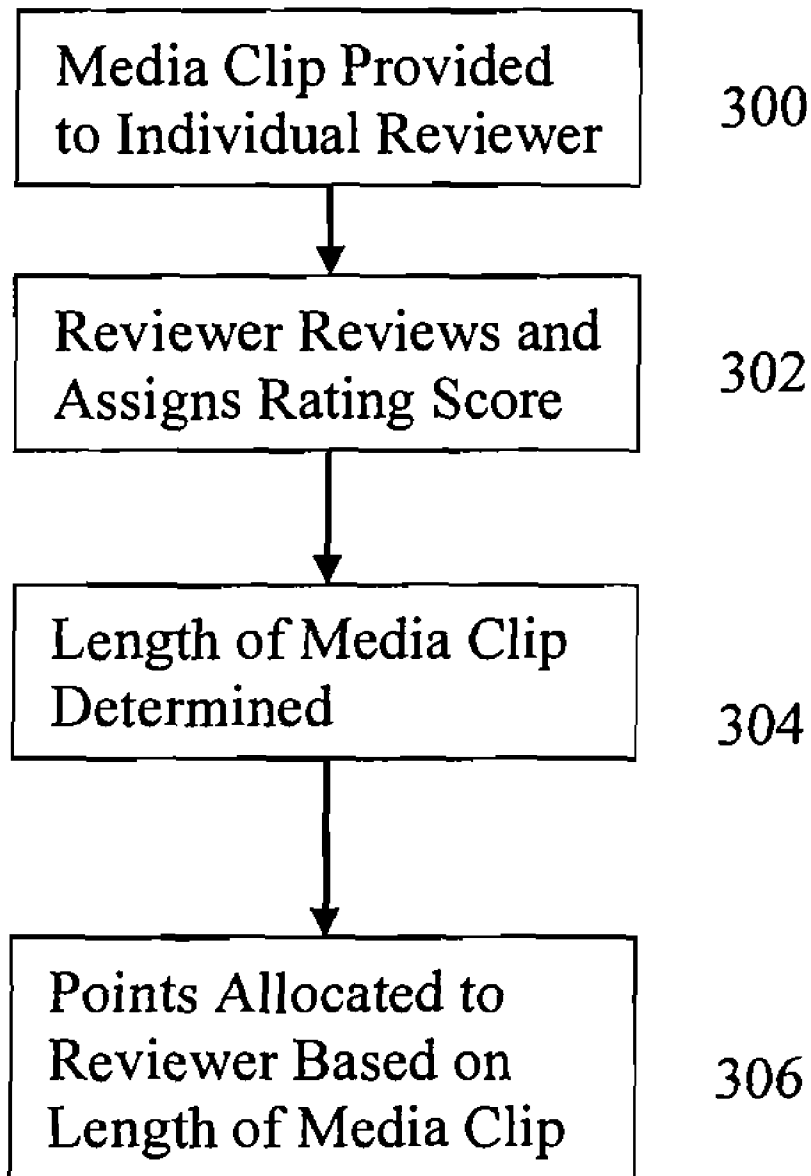 Media Clip Provided
to Individual Reviewer
300
Reviewer Reviews and
Assigns Rating Score
302
Length of Media Clip
Determined
304
Points Allocated to
Reviewer Based on
Length of Media Clip
306